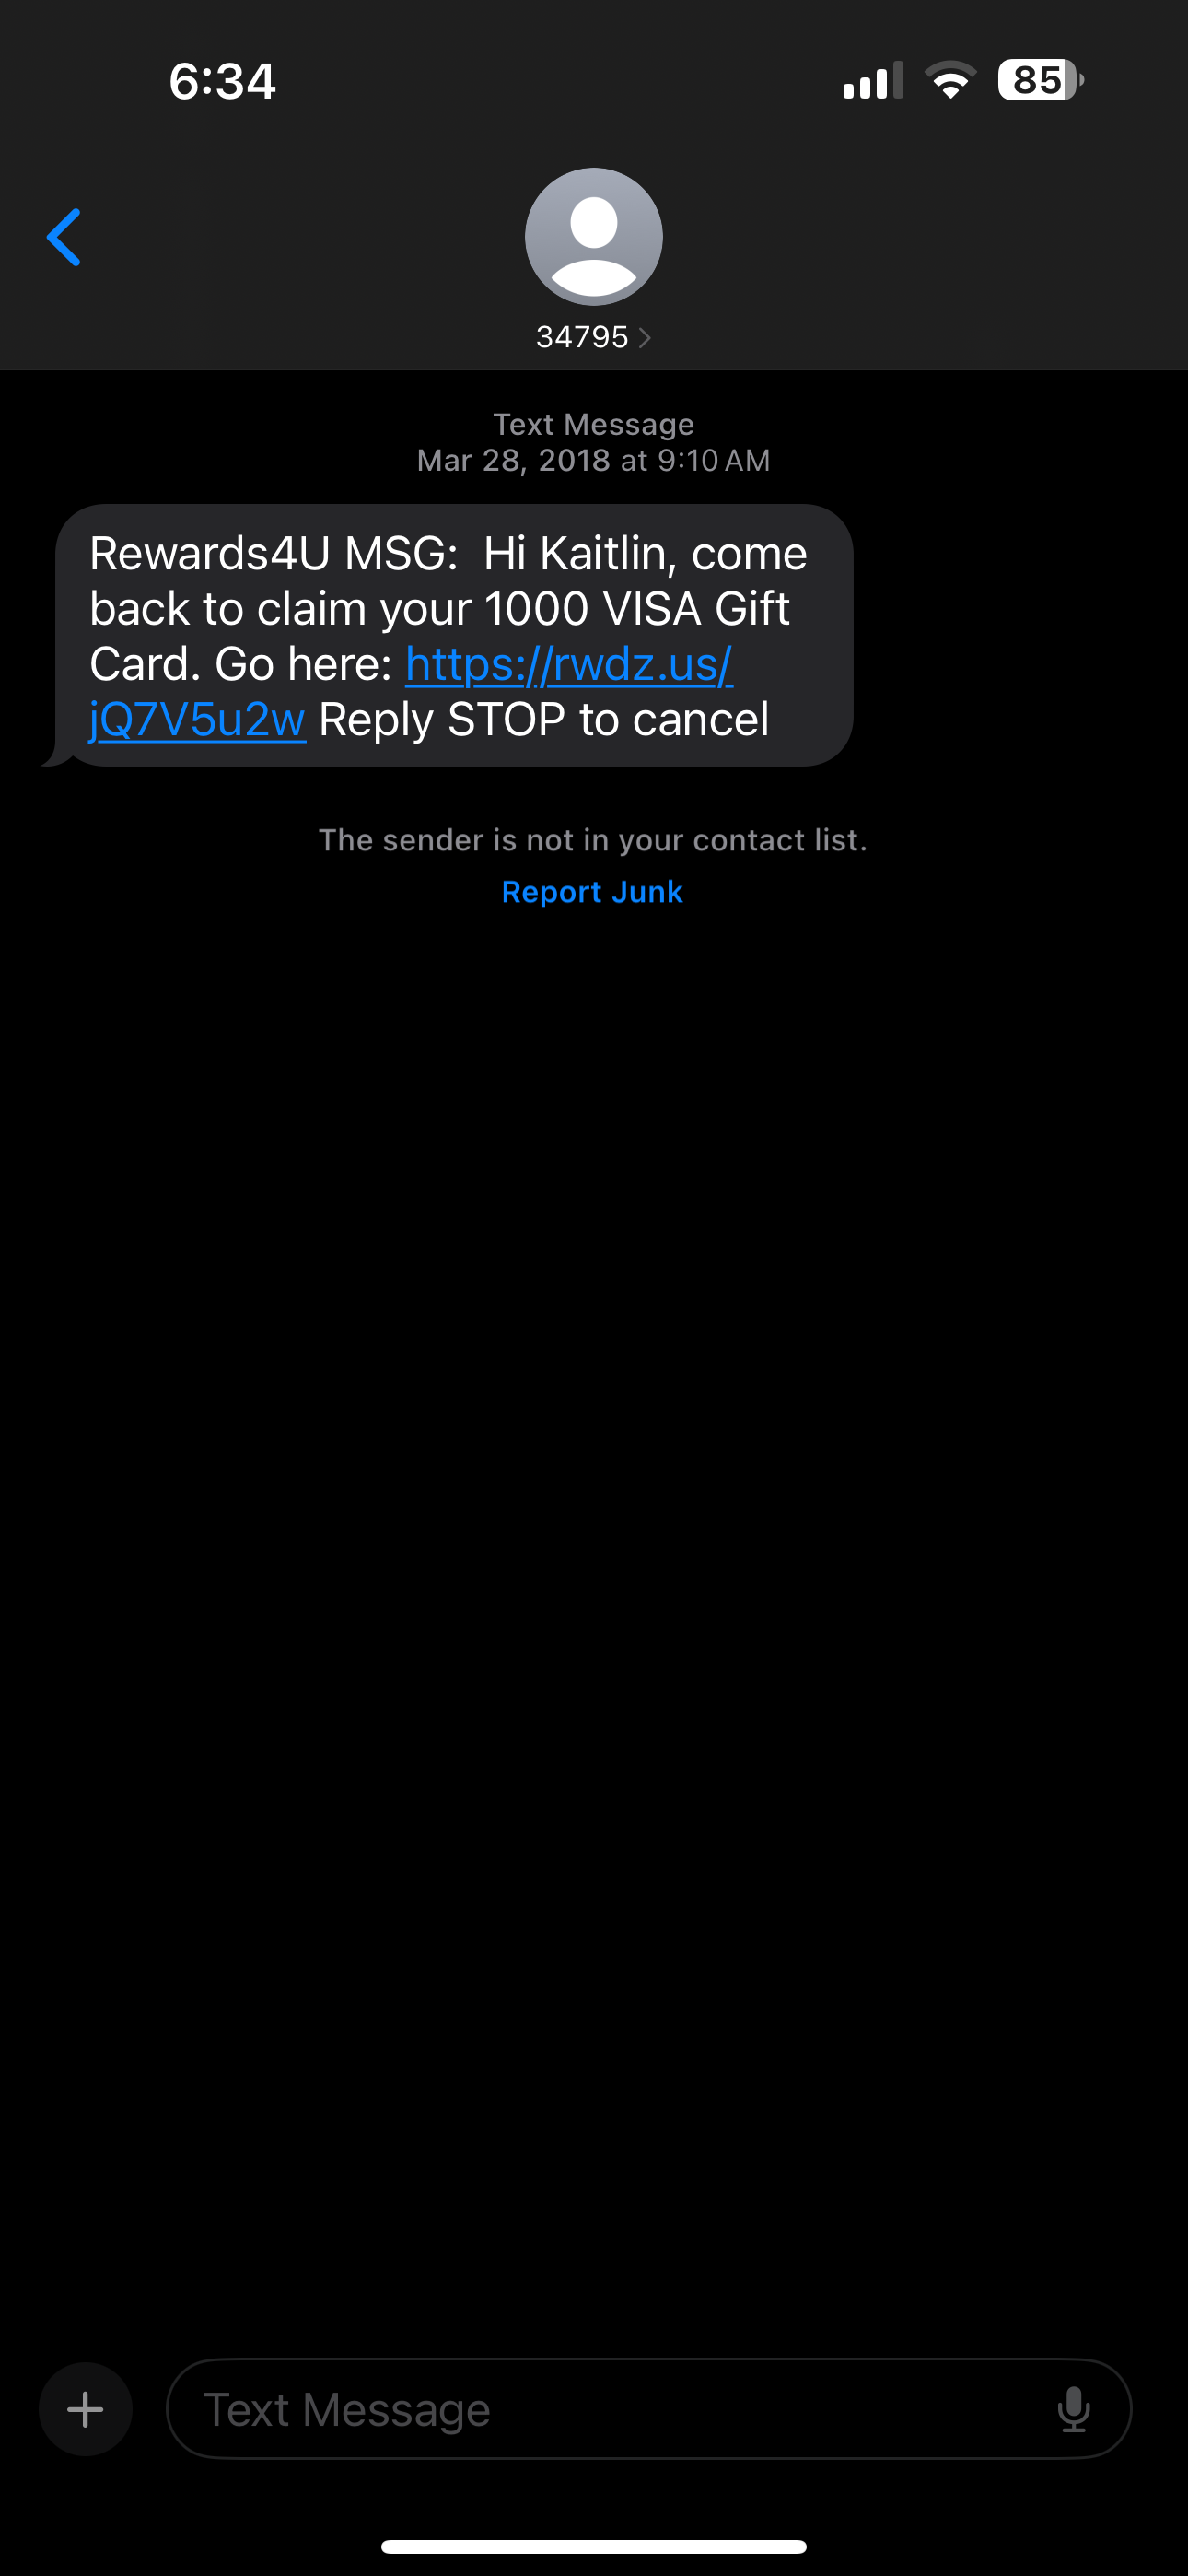 6:34
85
34795
Text Message
Mar 28, 2018 at 9:10 AM
Rewards4U MSG:  Hi Kaitlin, come
back to claim your 1000 VISA Gift
Card. Go here: https://rwdz.us/
jQ7V5u2w Reply STOP to cancel
The sender is not in your contact list.
Report Junk
Text Message